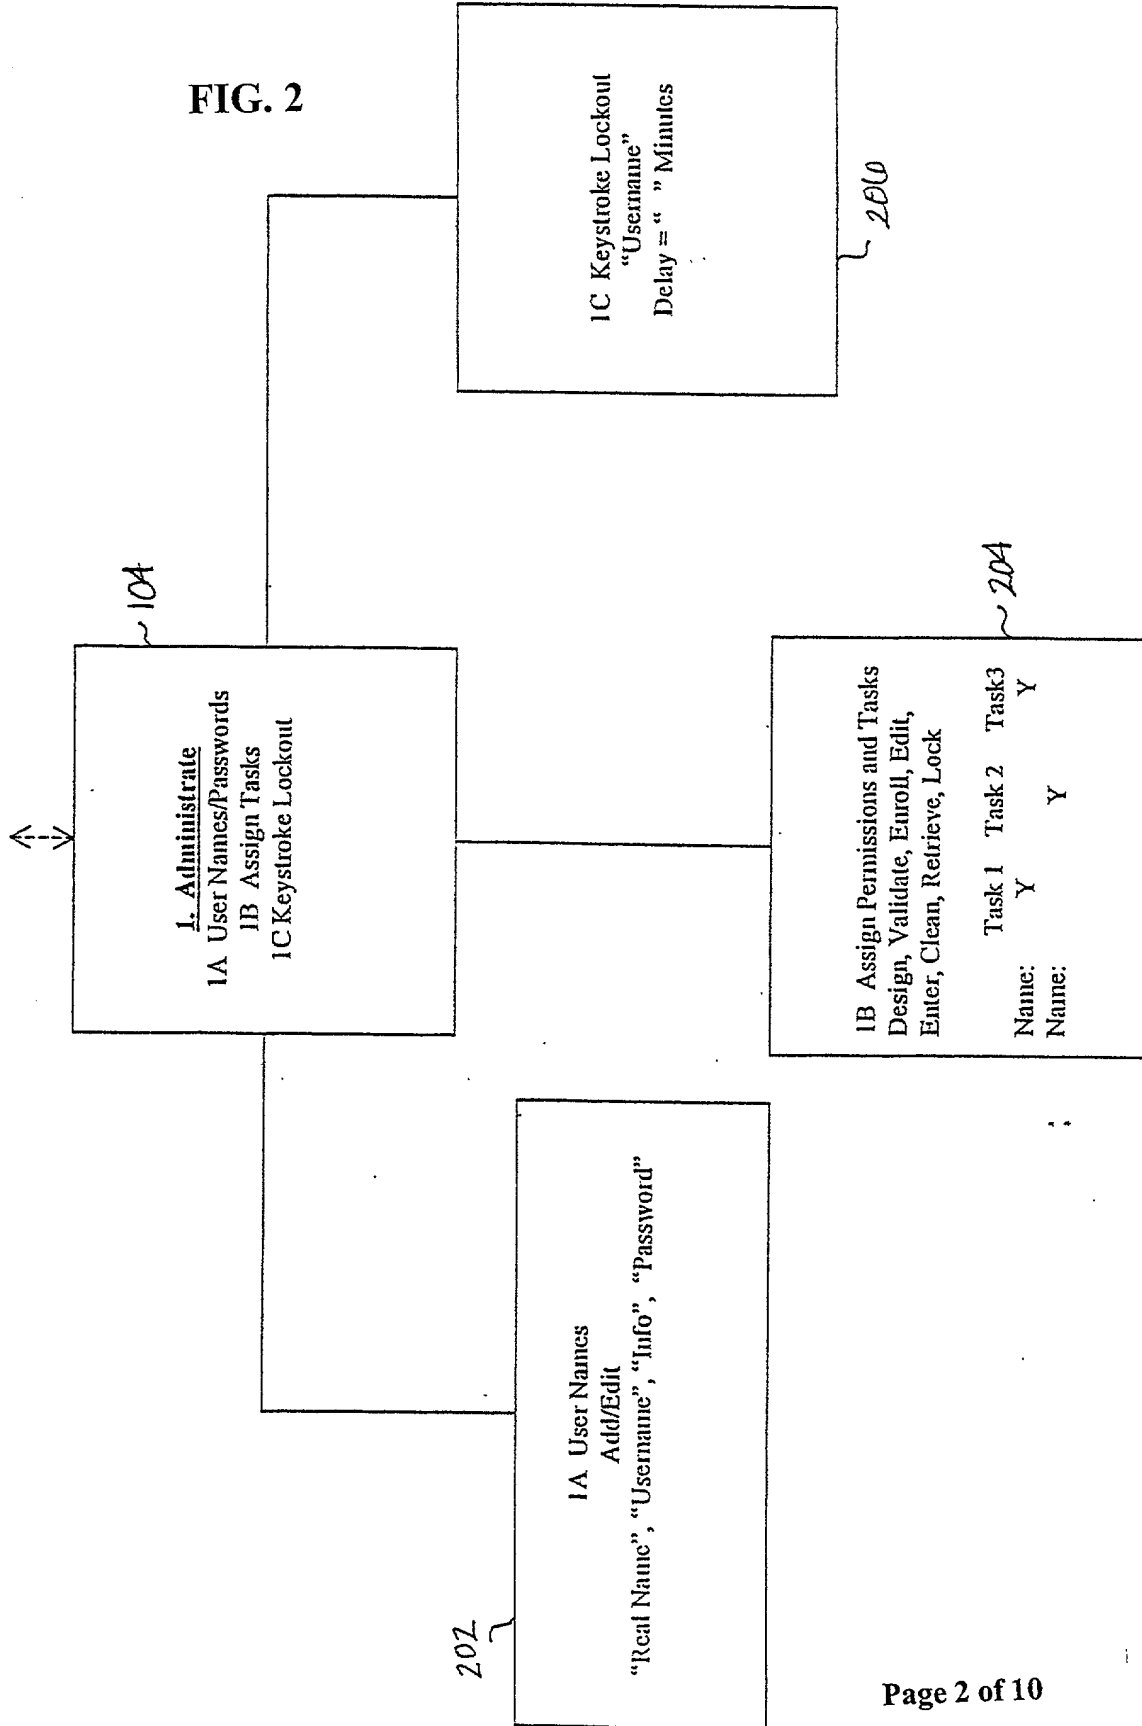 FIG. 2
104
1. Administrate
1A User Names/Passwords
1B Assign Tasks
1C Keystroke Lockout
202
1A User Names
Add/Edit
“Real Name”, “Username”, “Info”, “Password”
204
1B Assign Permissions and Tasks
Design, Validate, Enroll, Edit,
Enter, Clean, Retrieve, Lock
Task 1 Task 2 Task3
Name: Y Y
Name: Y
206
1C Keystroke Lockout
“Username”
Delay = “ ” Minutes
Page 2 of 10